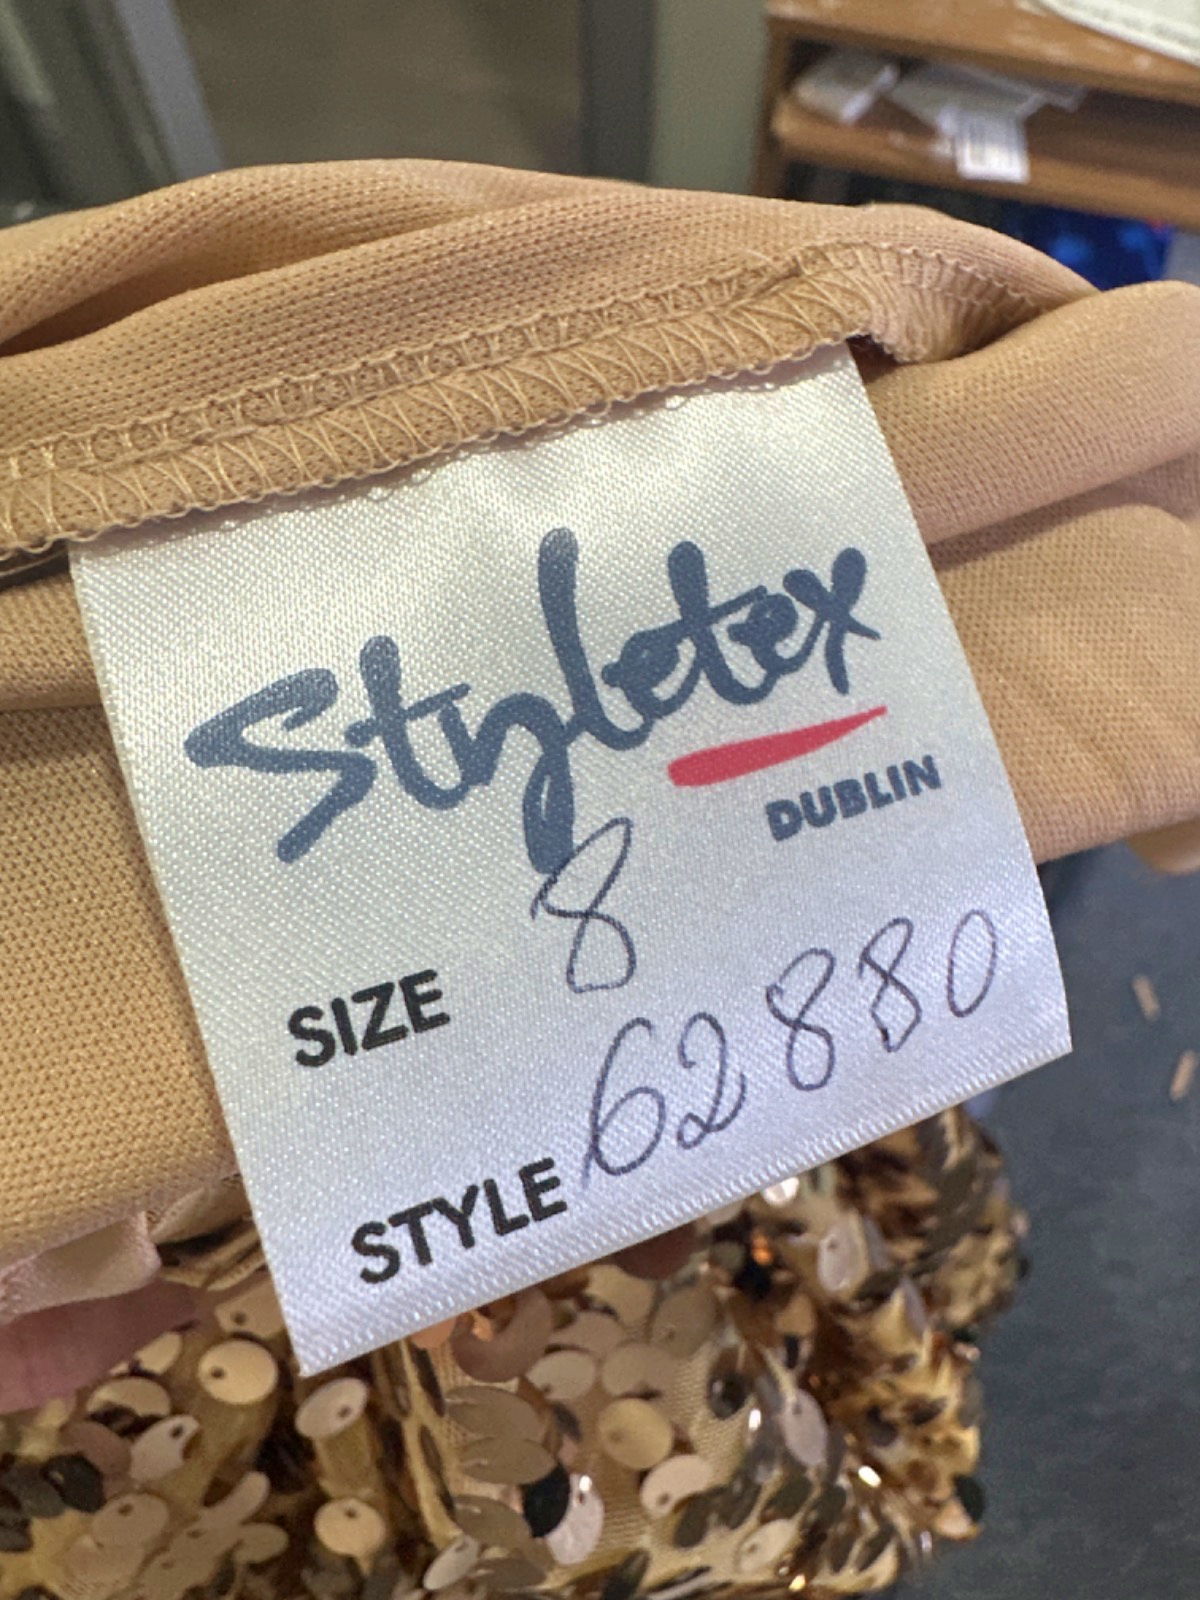 Styletex
DUBLIN
SIZE 8
STYLE 62880